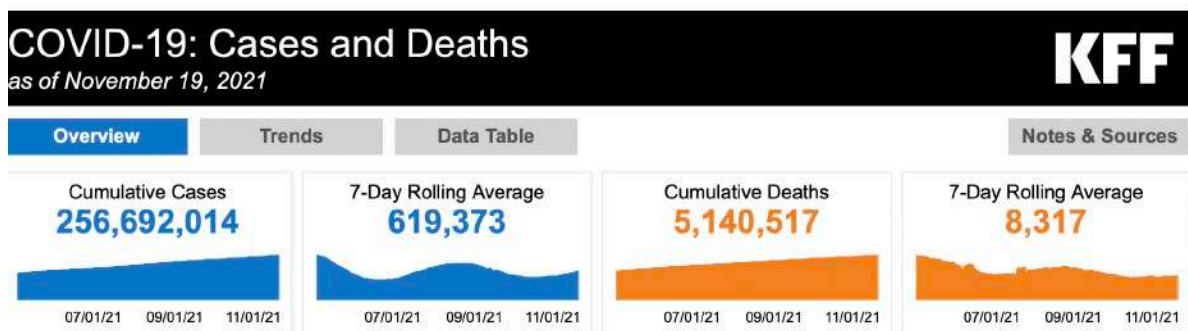 COVID-19: Cases and Deaths
KFF
as of November 19, 2021
Overview
Trends
Data Table
Notes & Sources
Cumulative Cases
256,692,014
07/01/21 09/01/21 11/01/21
7-Day Rolling Average
619,373
07/01/21 09/01/21 11/01/21
Cumulative Deaths
5,140,517
07/01/21 09/01/21 11/01/21
7-Day Rolling Average
8,317
07/01/21 09/01/21 11/01/21